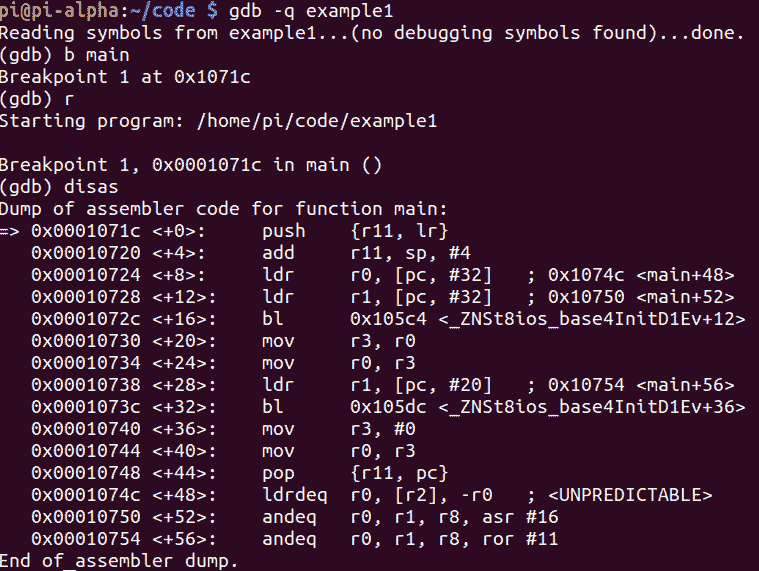 pi@pi-alpha:~/code $ gdb -q example1
Reading symbols from example1...(no debugging symbols found)...done.
(gdb) b main
Breakpoint 1 at 0x1071c
(gdb) r
Starting program: /home/pi/code/example1
Breakpoint 1, 0x0001071c in main ()
(gdb) disas
Dump of assembler code for function main:
=> 0x0001071c <+0>:     push    {r11, lr}
   0x00010720 <+4>:     add     r11, sp, #4
   0x00010724 <+8>:     ldr     r0, [pc, #32]   ; 0x1074c <main+48>
   0x00010728 <+12>:    ldr     r1, [pc, #32]   ; 0x10750 <main+52>
   0x0001072c <+16>:    bl      0x105c4 <_ZNSt8ios_base4InitD1Ev+12>
   0x00010730 <+20>:    mov     r3, r0
   0x00010734 <+24>:    mov     r0, r3
   0x00010738 <+28>:    ldr     r1, [pc, #20]   ; 0x10754 <main+56>
   0x0001073c <+32>:    bl      0x105dc <_ZNSt8ios_base4InitD1Ev+36>
   0x00010740 <+36>:    mov     r3, #0
   0x00010744 <+40>:    mov     r0, r3
   0x00010748 <+44>:    pop     {r11, pc}
   0x0001074c <+48>:    ldrdeq  r0, [r2], -r0   ; <UNPREDICTABLE>
   0x00010750 <+52>:    andeq   r0, r1, r8, asr #16
   0x00010754 <+56>:    andeq   r0, r1, r8, ror #11
End of assembler dump.